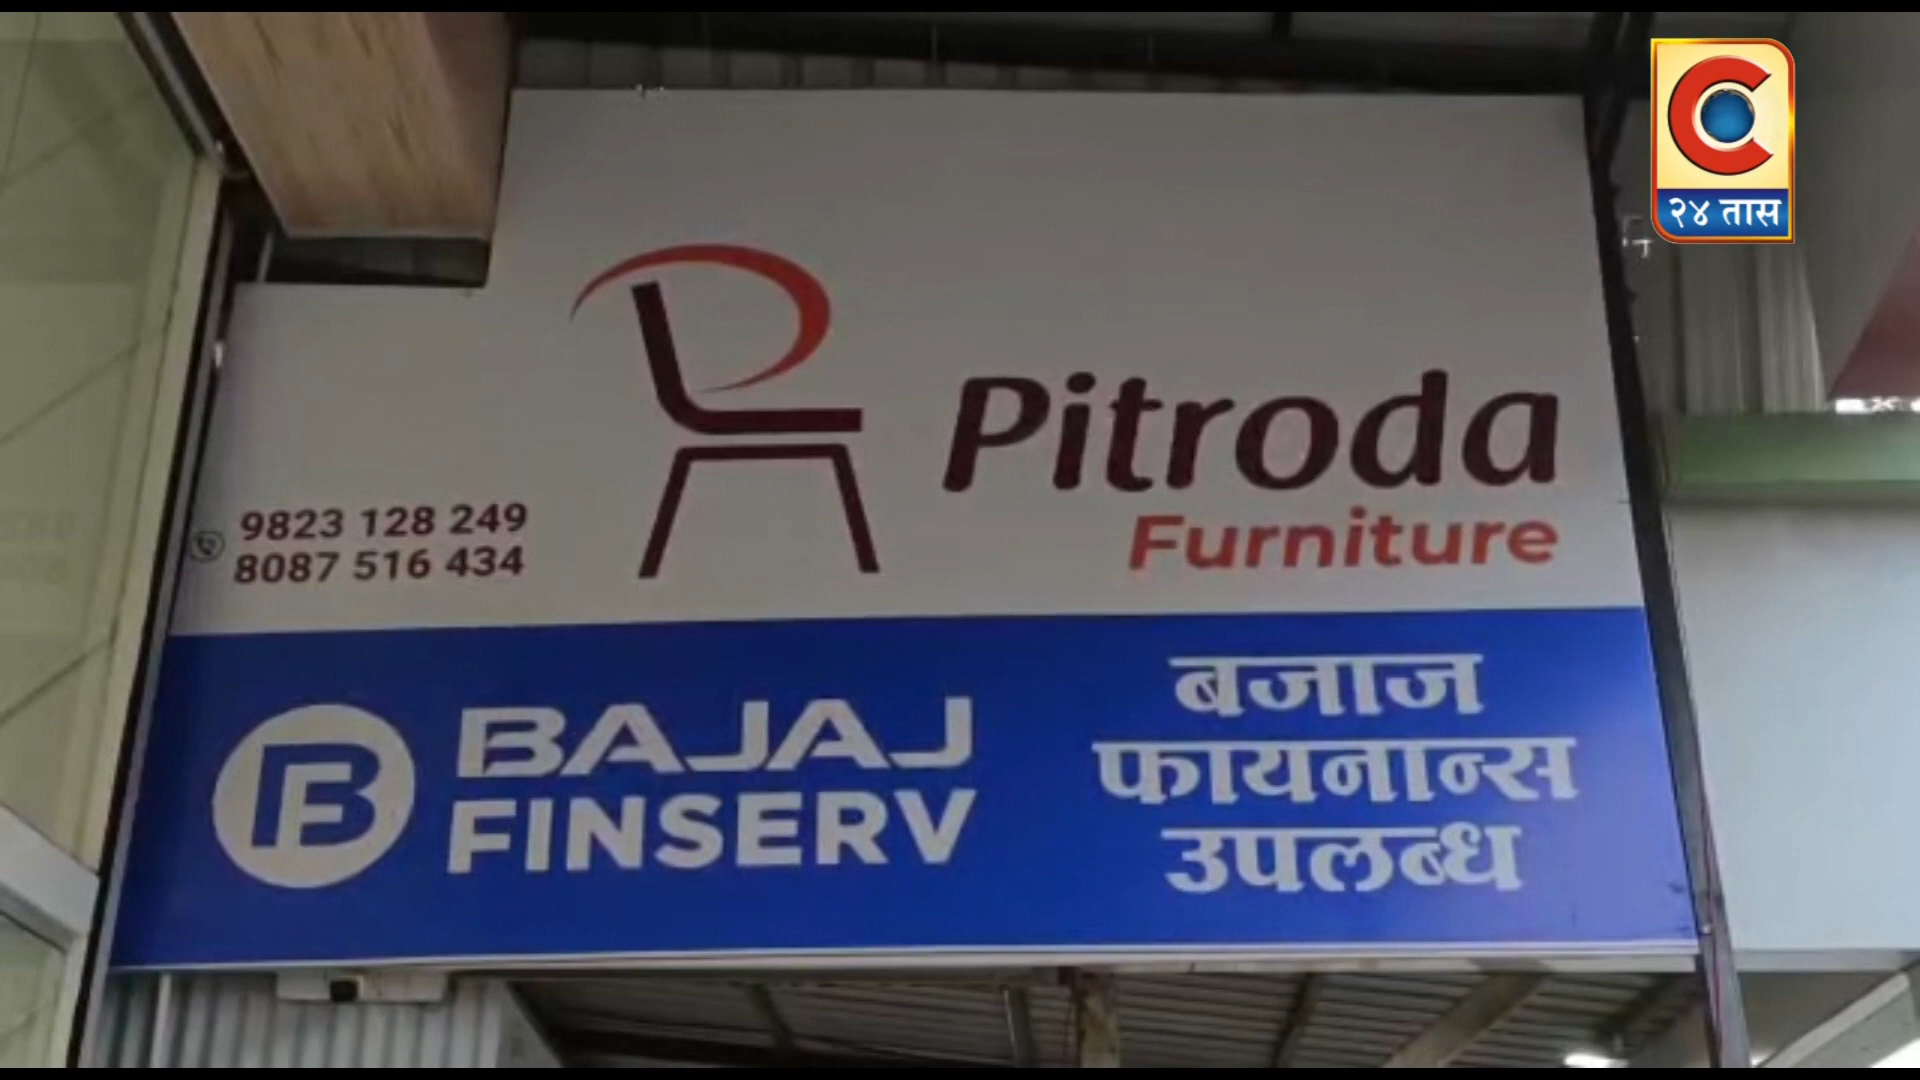 C
२४ तास
Pitroda
Furniture
9823 128 249
8087 516 434
BAJAJ
FINSERV
बजाज
फायनान्स
उपलब्ध